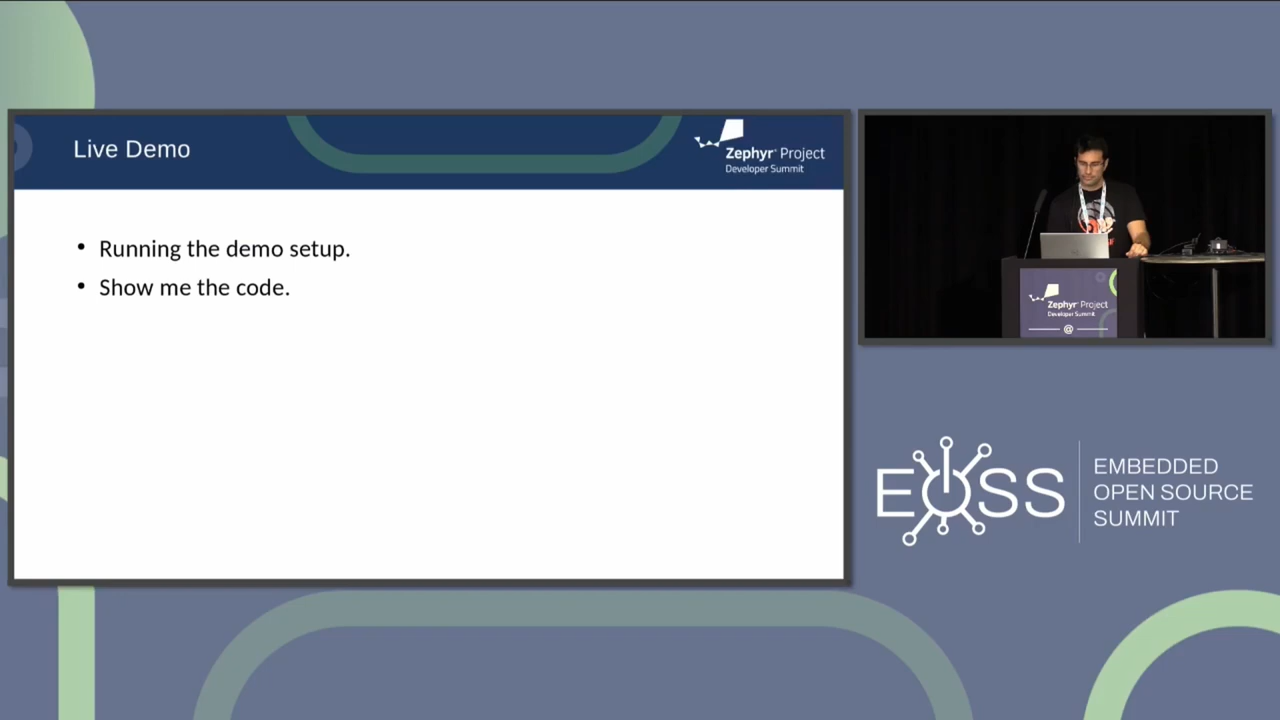 Live Demo
Zephyr® Project
Developer Summit
• Running the demo setup.
• Show me the code.
Zephyr® Project
Developer Summit
@
EOSS
EMBEDDED
OPEN SOURCE
SUMMIT